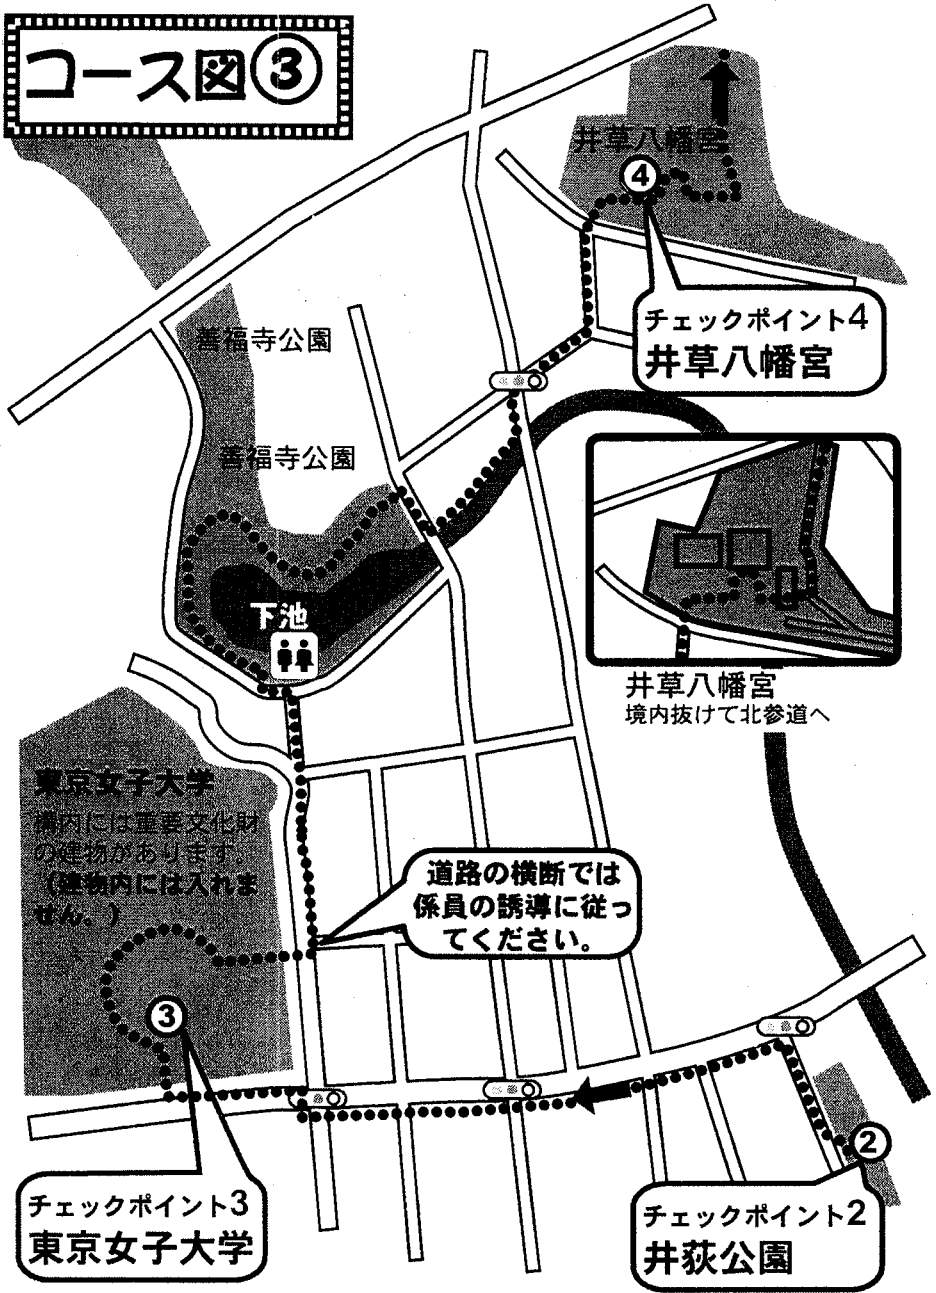 コース図③
井草八幡宮
4
チェックポイント4
井草八幡宮
善福寺公園
善福寺公園
下池
井草八幡宮
境内抜けて北参道へ
東京女子大学
構内には重要文化財
の建物があります。
（建物内には入れま
せん。）
道路の横断では
係員の誘導に従っ
てください。
3
2
チェックポイント3
東京女子大学
チェックポイント2
井荻公園